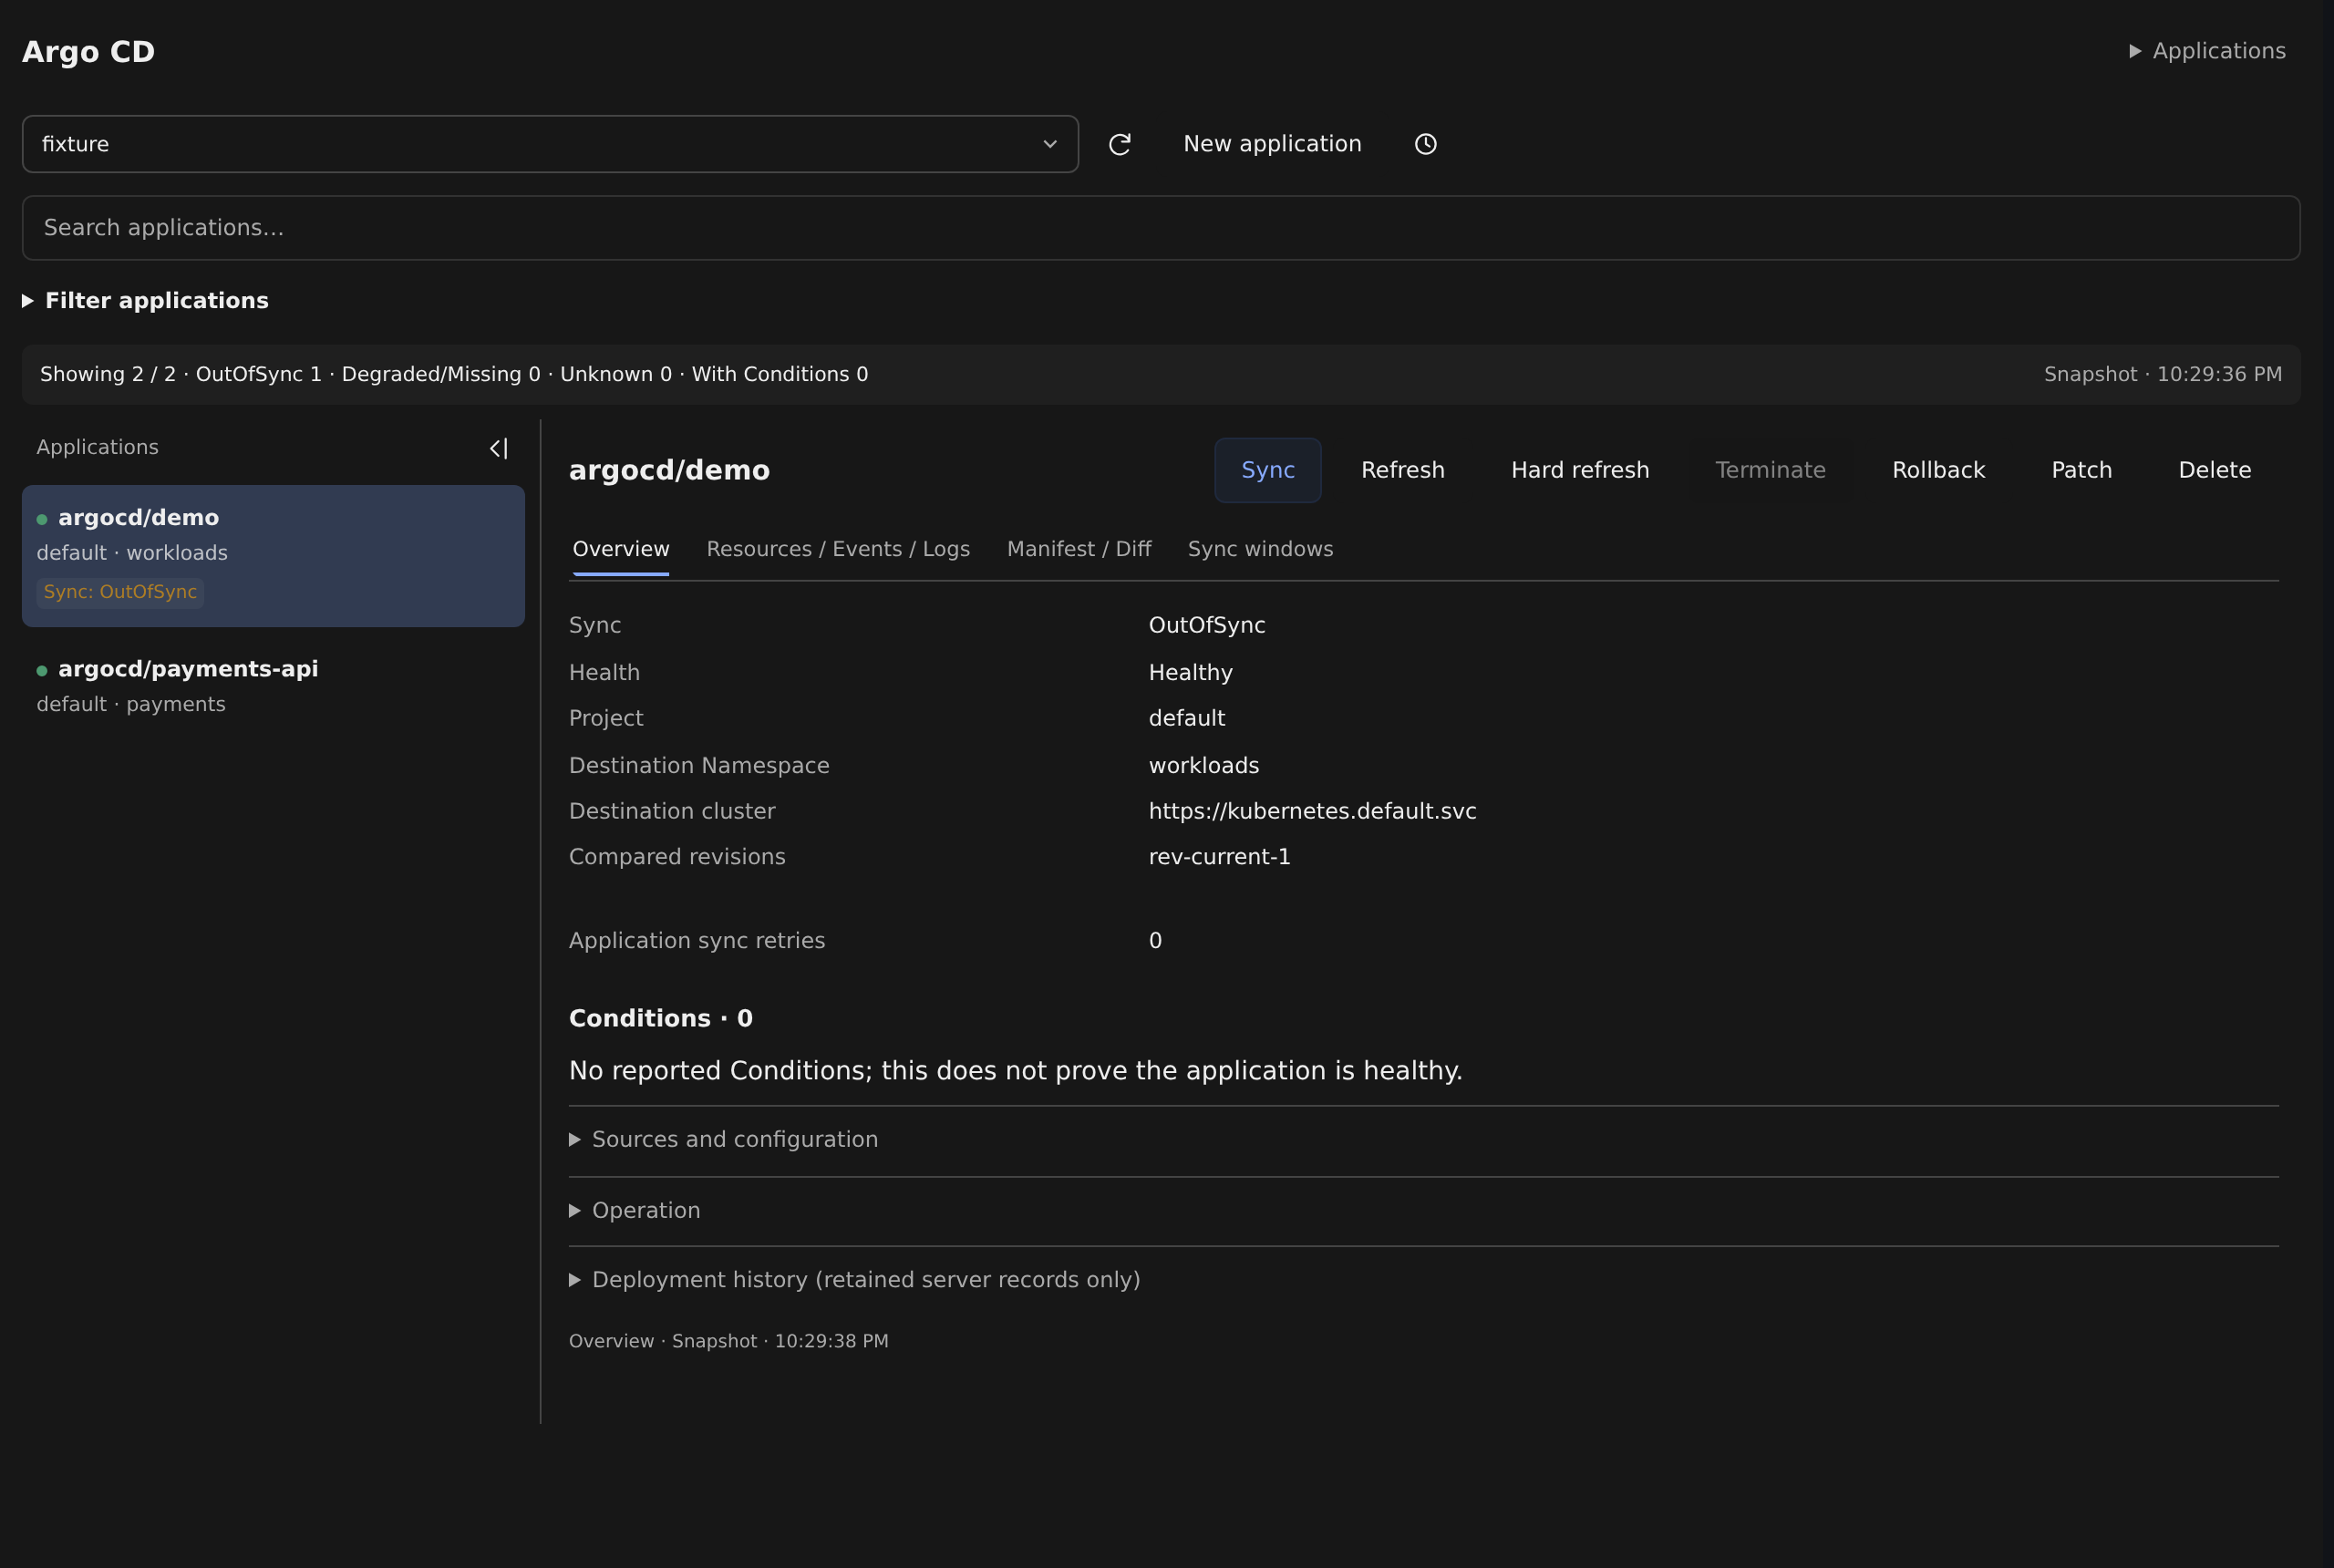 Argo CD
Applications
fixture
New application
Search applications...
Filter applications
Showing 2 / 2 · OutOfSync 1 · Degraded/Missing 0 · Unknown 0 · With Conditions 0
Snapshot · 10:29:36 PM
Applications
argocd/demo
default · workloads
Sync: OutOfSync
argocd/payments-api
default · payments
argocd/demo
Sync Refresh Hard refresh Terminate Rollback Patch Delete
Overview Resources / Events / Logs Manifest / Diff Sync windows
Sync OutOfSync
Health Healthy
Project default
Destination Namespace workloads
Destination cluster https://kubernetes.default.svc
Compared revisions rev-current-1
Application sync retries 0
Conditions · 0
No reported Conditions; this does not prove the application is healthy.
Sources and configuration
Operation
Deployment history (retained server records only)
Overview · Snapshot · 10:29:38 PM